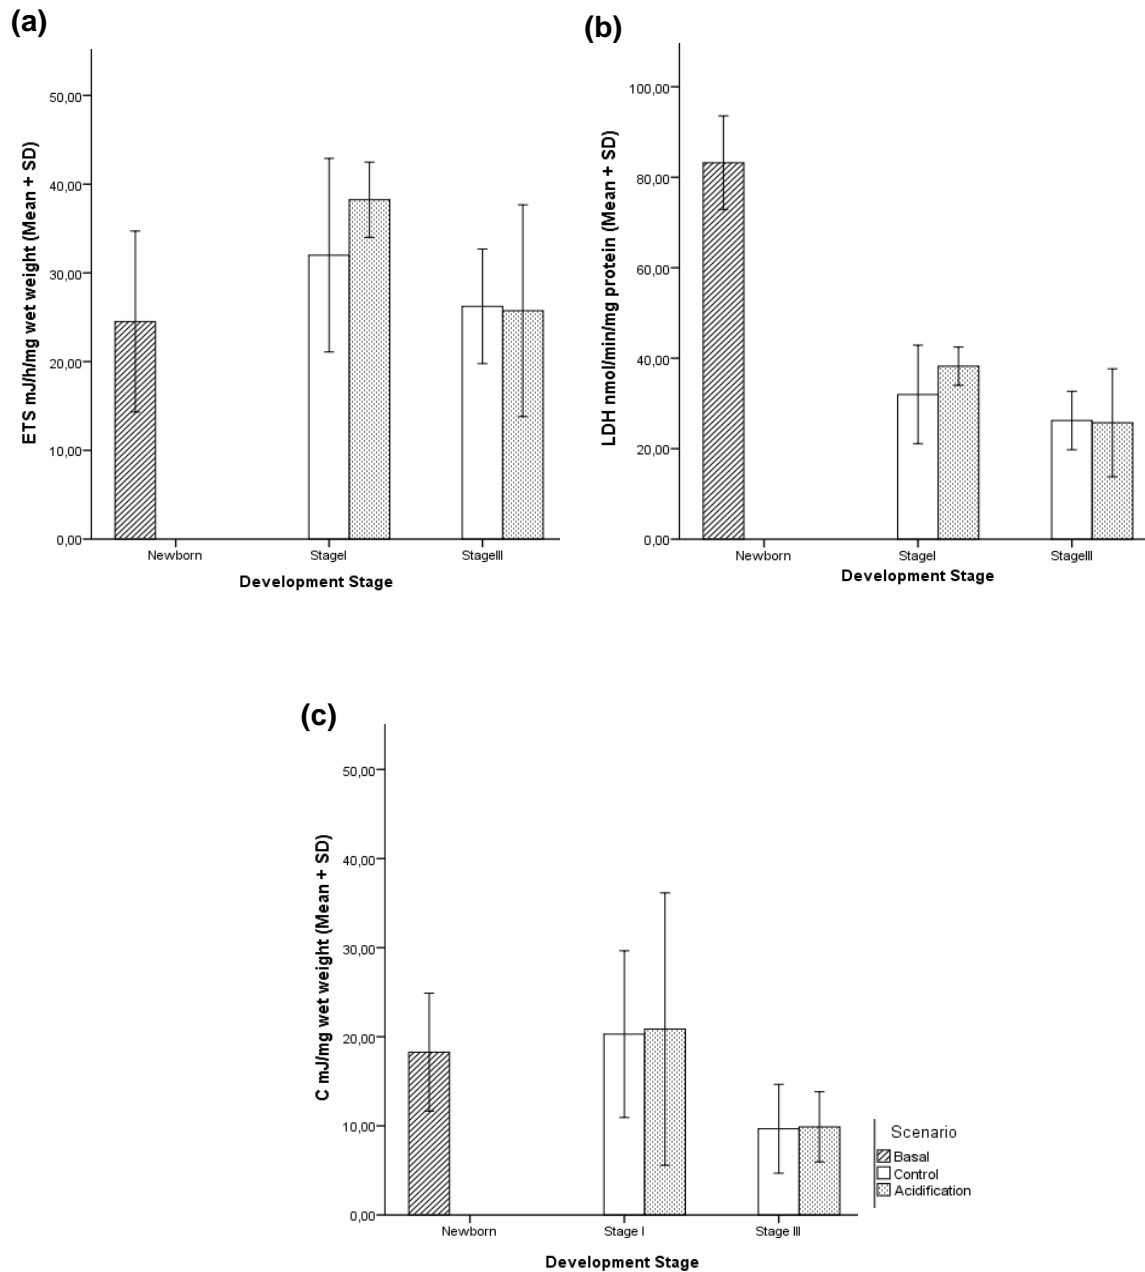 (a)
ETS mJ/h/mg wet weight (Mean + SD)
50,00
40,00
30,00
20,00
10,00
0,00
Newborn
StageI
StageIII
Development Stage
(b)
LDH nmol/min/mg protein (Mean + SD)
100,00
80,00
60,00
40,00
20,00
0,00
Newborn
StageI
StageIII
Development Stage
(c)
C mJ/mg wet weight (Mean + SD)
50,00
40,00
30,00
20,00
10,00
0,00
Newborn
Stage I
Stage III
Development Stage
Scenario
Basal
Control
Acidification